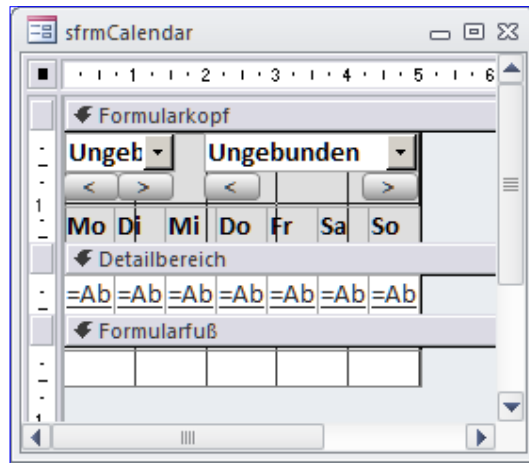 sfrmCalendar
1 2 3 4 5 6
Formularkopf
Ungeb Ungebunden
< > < >
1
Mo Di Mi Do Fr Sa So
Detailbereich
=Ab =Ab =Ab =Ab =Ab =Ab =Ab
Formularfuß
1